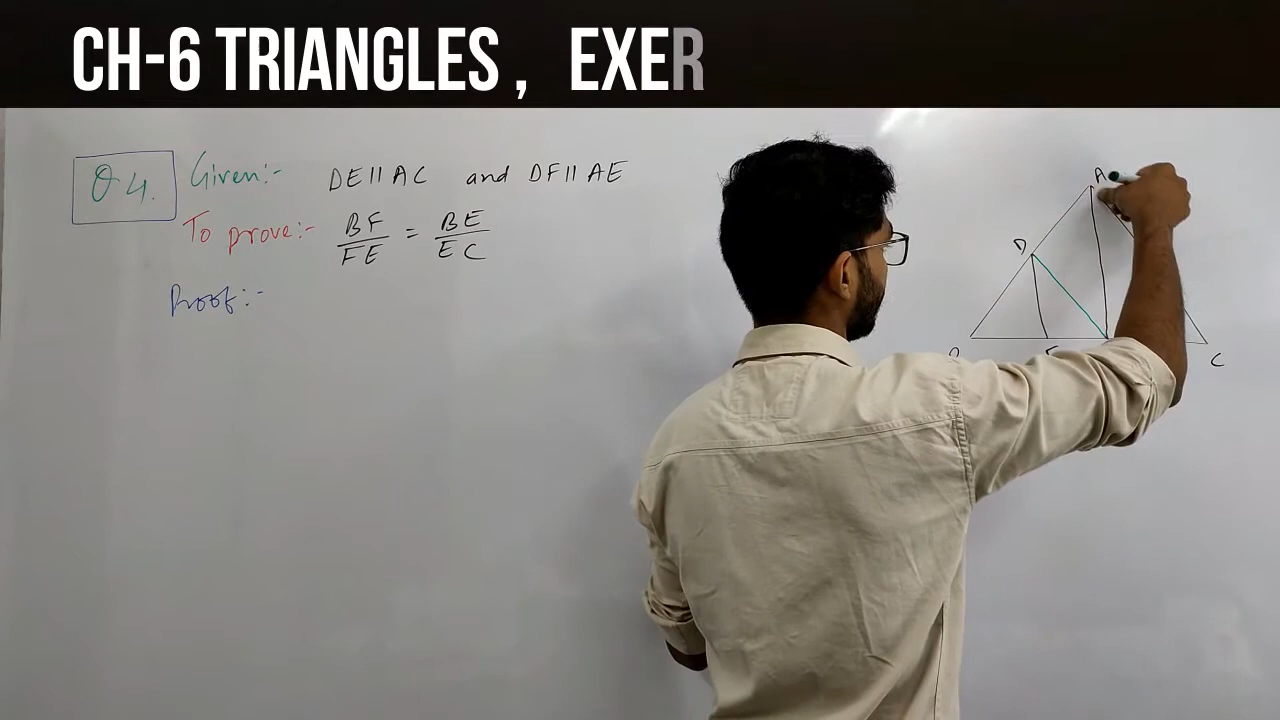 CH-6 TRIANGLES , EXER
Q4. Given:- DE||AC and DF||AE
To prove:- BF/FE = BE/EC
Proof:-
A
D
C